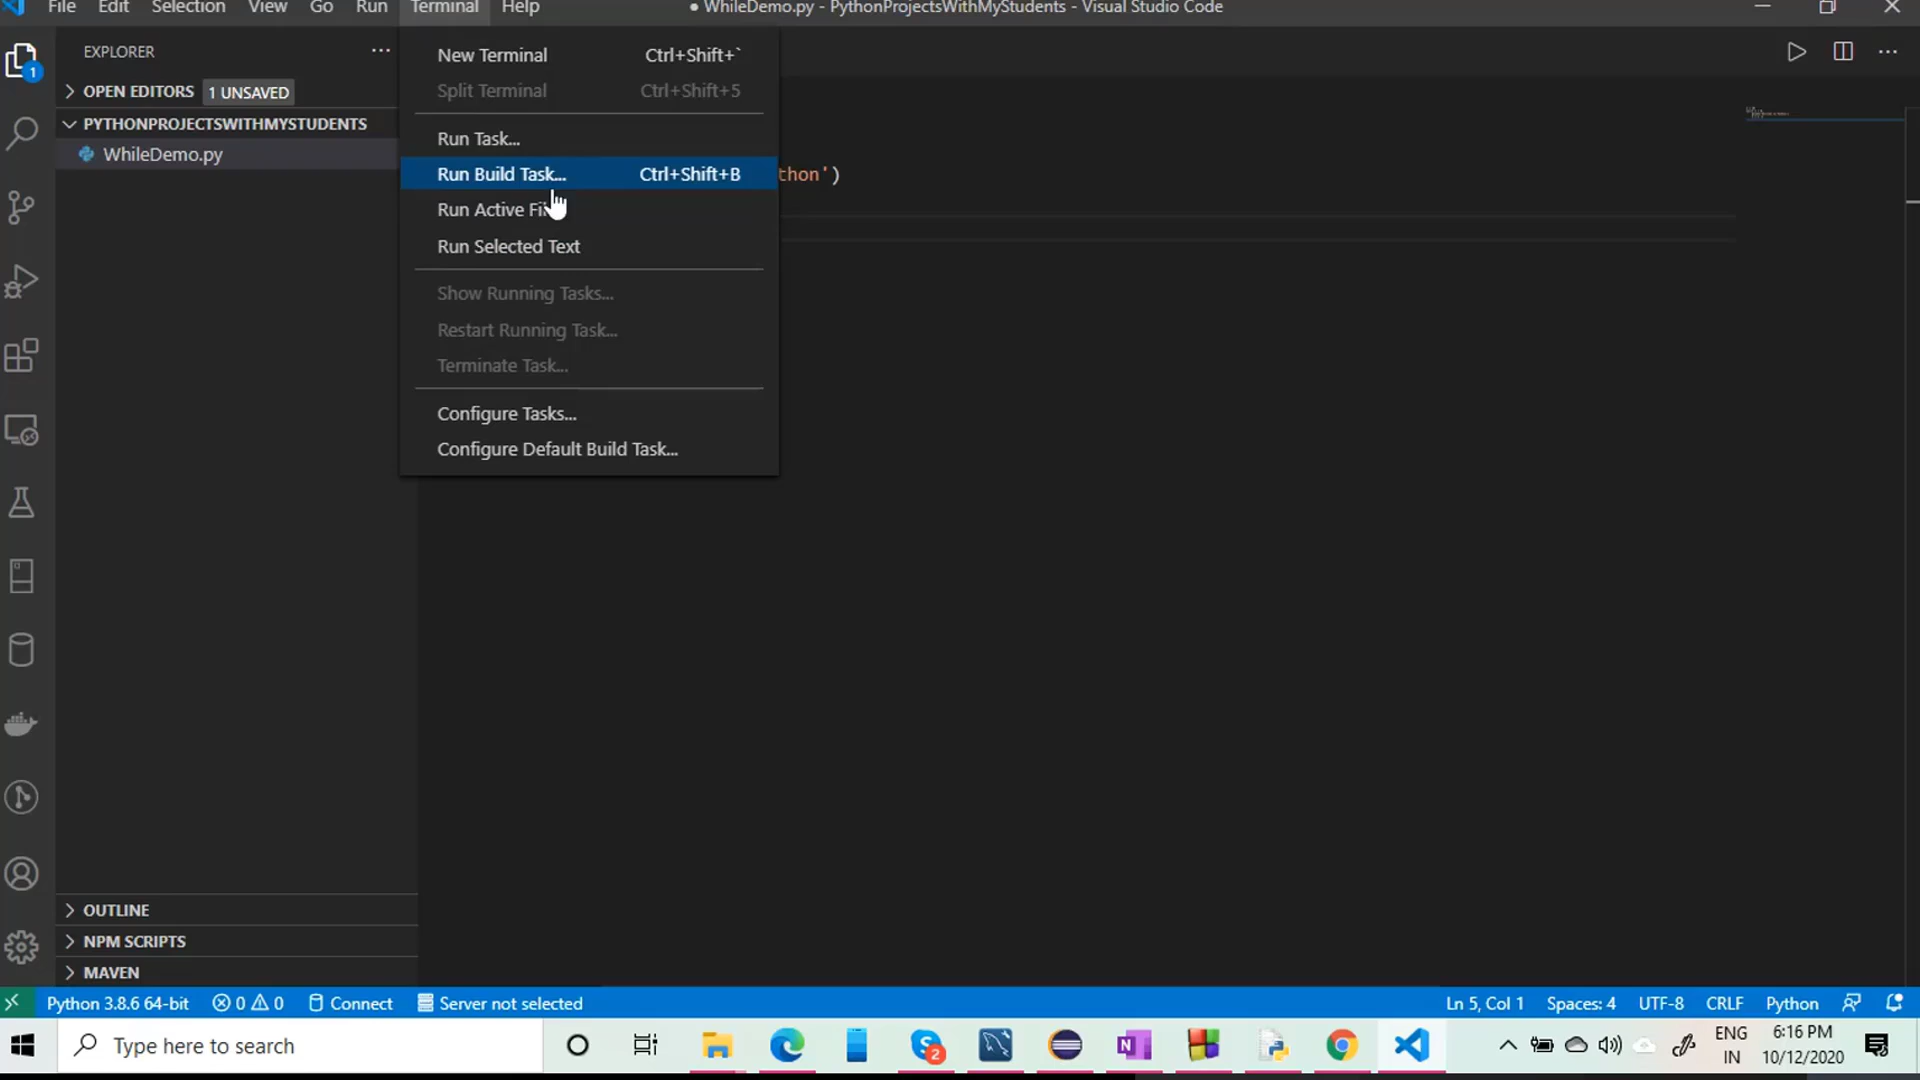 File Edit Selection View Go Run Terminal Help ● WhileDemo.py - PythonProjectsWithMyStudents - Visual Studio Code
EXPLORER ···
OPEN EDITORS 1 UNSAVED
PYTHONPROJECTSWITHMYSTUDENTS
WhileDemo.py
1
New Terminal Ctrl+Shift+`
Split Terminal Ctrl+Shift+5
Run Task...
Run Build Task... Ctrl+Shift+B
Run Active
Run Selected Text
Show Running Tasks...
Restart Running Task...
Terminate Task...
Configure Tasks...
Configure Default Build Task...
thon')
OUTLINE
NPM SCRIPTS
MAVEN
Python 3.8.6 64-bit 0 0 Connect Server not selected Ln 5, Col 1 Spaces: 4 UTF-8 CRLF Python
Type here to search 2 N ENG 6:16 PM
IN 10/12/2020